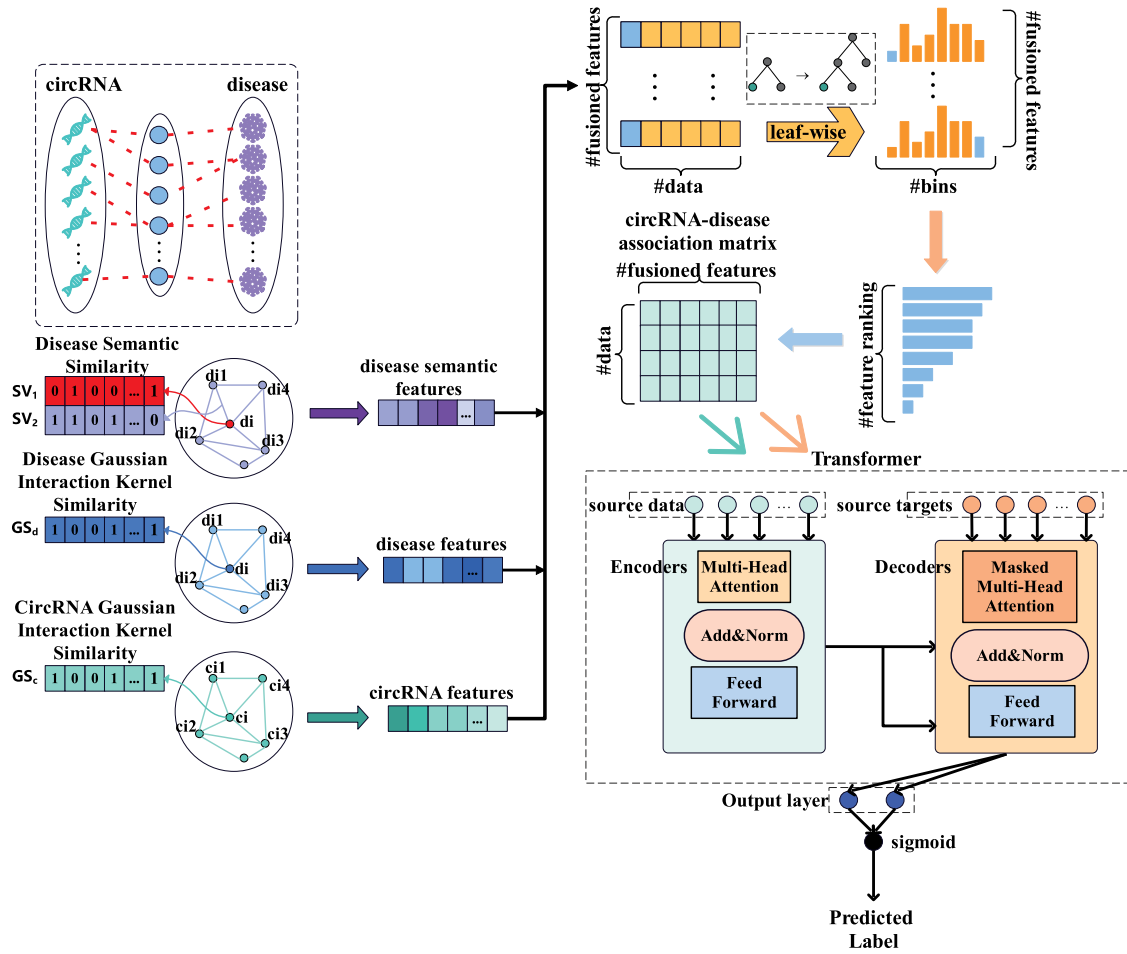 circRNA
disease
Disease Semantic
Similarity
SV1
0 1 0 0 ... 1
SV2
1 1 0 1 ... 0
di1
di4
di
di2
di3
disease semantic
features
...
Disease Gaussian
Interaction Kernel
Similarity
GSd
1 0 0 1 ... 1
di1
di4
di
di2
di3
disease features
...
CircRNA Gaussian
Interaction Kernel
Similarity
GSc
1 0 0 1 ... 1
ci1
ci4
ci
ci2
ci3
circRNA features
...
#fusioned features
#data
leaf-wise
#bins
#fusioned features
circRNA-disease
association matrix
#fusioned features
#data
#feature ranking
Transformer
source data
...
source targets
...
Encoders
Multi-Head
Attention
Add&Norm
Feed
Forward
Decoders
Masked
Multi-Head
Attention
Add&Norm
Feed
Forward
Output layer
sigmoid
Predicted
Label